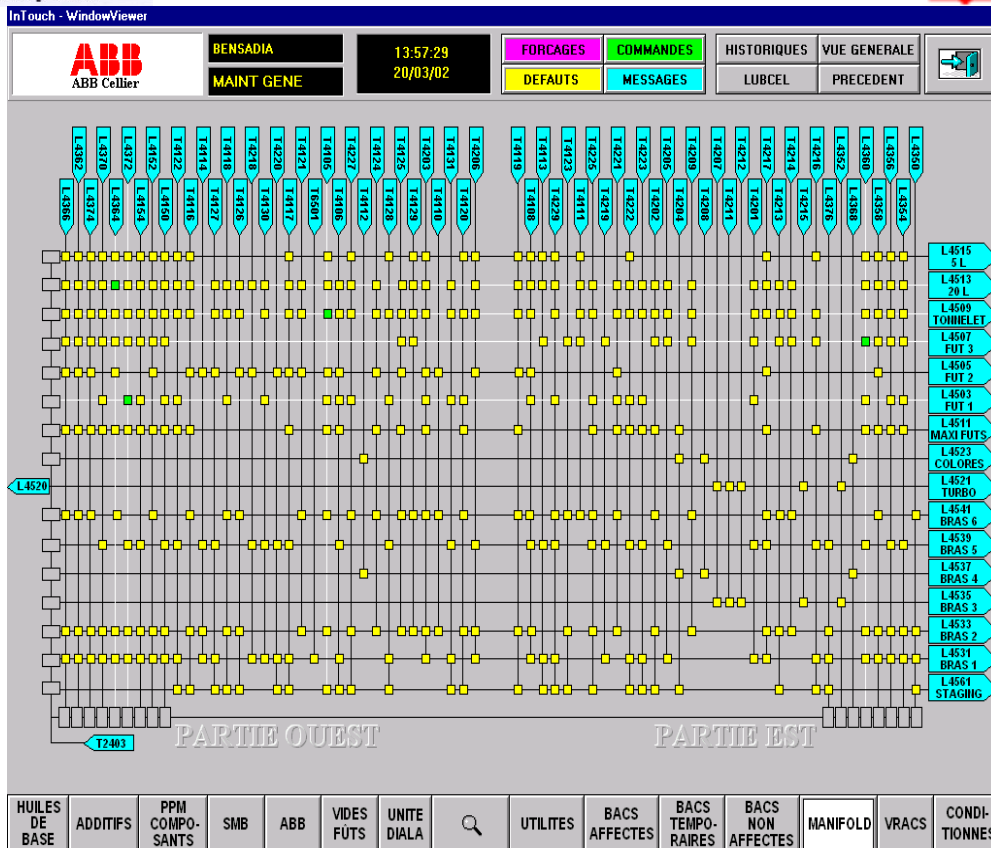 InTouch - WindowViewer
ABB
ABB Cellier
BENSADIA
MAINT GENE
13:57:29
20/03/02
FORCAGES
COMMANDES
DEFAUTS
MESSAGES
HISTORIQUES
VUE GENERALE
LUBCEL
PRECEDENT
L4362
L4370
L4372
L4152
T4122
T4114
T4118
T4218
T4220
T4121
T4105
T4227
T4124
T4125
T4203
T4131
T4206
T4119
T4113
T4123
T4225
T4221
T4223
T4205
T4209
T4207
T4212
T4217
T4214
T4216
L4352
L4360
L4356
L4350
L4366
L4374
L4364
L4154
L4150
T4116
T4127
T4126
T4130
T4117
T6501
T4106
T4112
T4128
T4129
T4110
T4120
T4108
T4229
T4111
T4219
T4222
T4202
T4204
T4208
T4211
T4201
T4213
T4215
L4376
L4368
L4358
L4354
L4515
5 L
L4513
20 L
L4509
TONNELET
L4507
FUT 3
L4505
FUT 2
L4503
FUT 1
L4511
MAXI FUTS
L4523
COLORES
L4520
L4521
TURBO
L4541
BRAS 6
L4539
BRAS 5
L4537
BRAS 4
L4535
BRAS 3
L4533
BRAS 2
L4531
BRAS 1
L4561
STAGING
PARTIE OUEST
PARTIE EST
T2403
HUILES
DE
BASE
ADDITIFS
PPM
COMPO-
SANTS
SMB
ABB
VIDES
FÛTS
UNITE
DIALA
UTILITES
BACS
AFFECTES
BACS
TEMPO-
RAIRES
BACS
NON
AFFECTES
MANIFOLD
VRACS
CONDI-
TIONNES